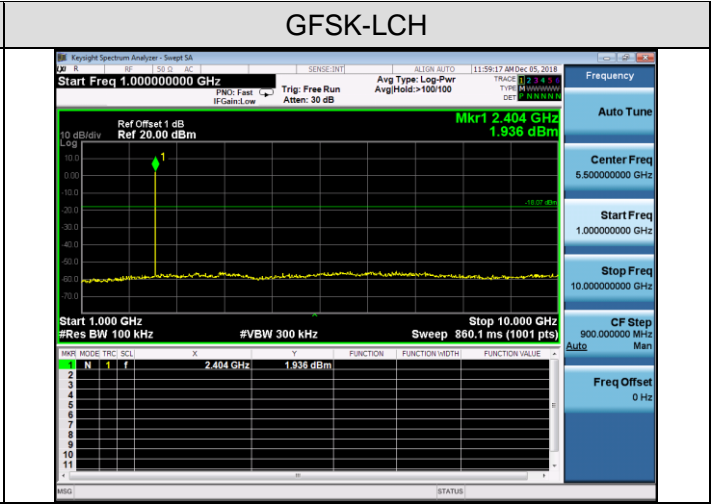 GFSK-LCH
Keysight Spectrum Analyzer - Swept SA
R RF 50 Ω AC SENSE:INT ALIGN AUTO 11:59:17 AM Dec 05, 2018
Start Freq 1.000000000 GHz
PNO: Fast
IFGain:Low
Trig: Free Run
Atten: 30 dB
Avg Type: Log-Pwr
Avg|Hold:>100/100
TRACE 1 2 3 4 5 6
TYPE M W W W W W
DET P N N N N N
Frequency
Auto Tune
Center Freq
5.500000000 GHz
Start Freq
1.000000000 GHz
Stop Freq
10.000000000 GHz
CF Step
900.000000 MHz
Auto Man
Freq Offset
0 Hz
Mkr1 2.404 GHz
1.936 dBm
Ref Offset 1 dB
10 dB/div Ref 20.00 dBm
Log
10.0
0.00
-10.0
-20.0
-30.0
-40.0
-50.0
-60.0
-70.0
1
-18.07 dBm
Start 1.000 GHz Stop 10.000 GHz
#Res BW 100 kHz #VBW 300 kHz Sweep 860.1 ms (1001 pts)
MKR MODE TRC SCL X Y FUNCTION FUNCTION WIDTH FUNCTION VALUE
1 N 1 f 2.404 GHz 1.936 dBm
2
3
4
5
6
7
8
9
10
11
MSG STATUS